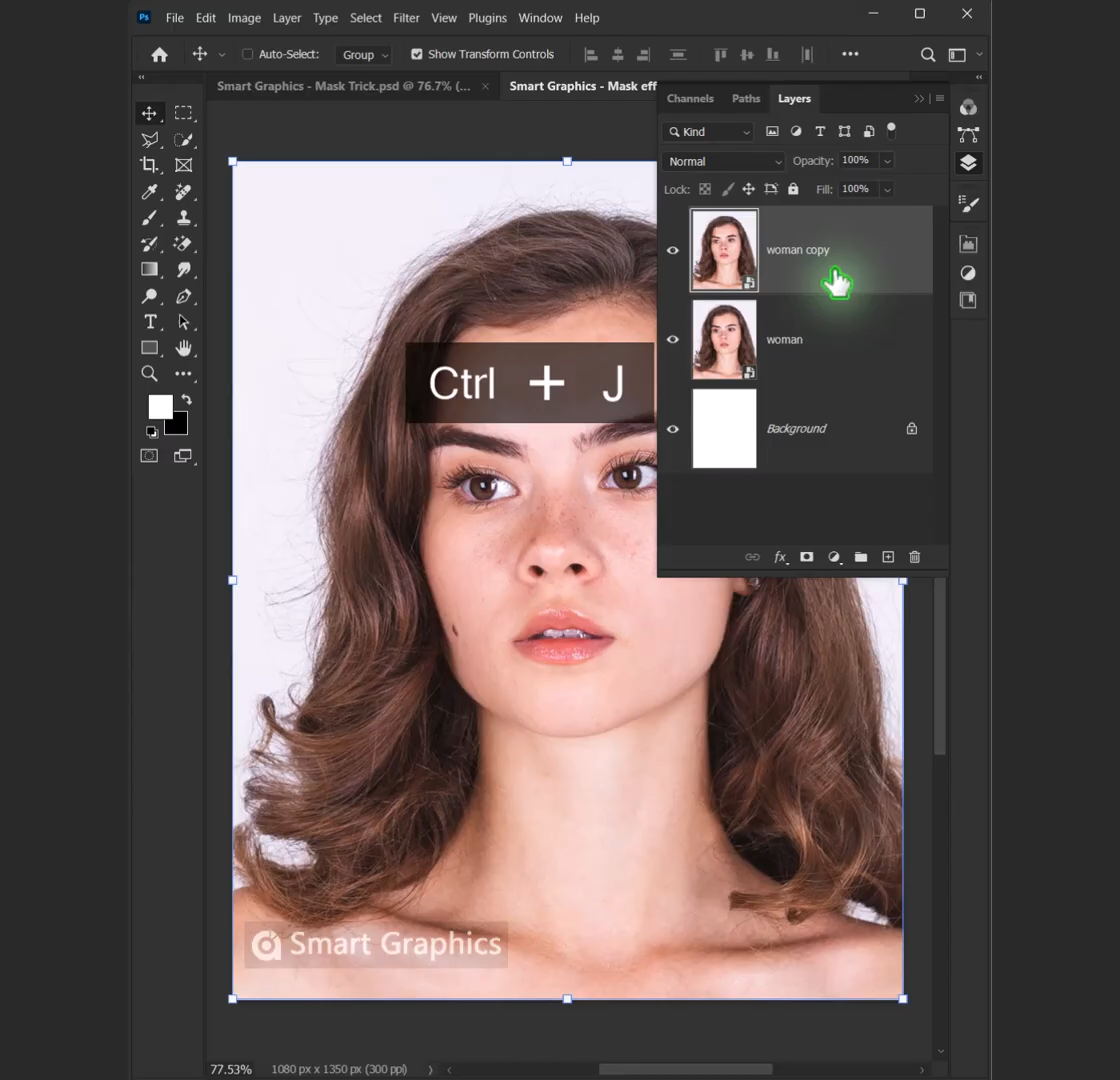 Ps File Edit Image Layer Type Select Filter View Plugins Window Help
Auto-Select: Group Show Transform Controls
Smart Graphics - Mask Trick.psd @ 76.7% (... × Smart Graphics - Mask eff
Channels Paths Layers
Kind
Normal Opacity: 100%
Lock: Fill: 100%
woman copy
woman
Background
fx
Ctrl + J
Smart Graphics
77.53% 1080 px x 1350 px (300 ppi)